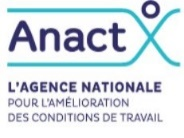 Anact
L'AGENCE NATIONALE
POUR L'AMÉLIORATION
DES CONDITIONS DE TRAVAIL